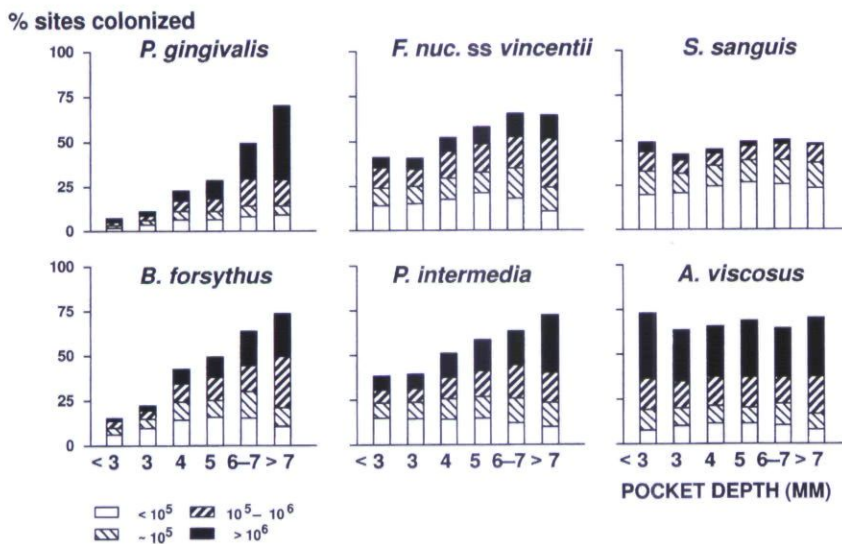 % sites colonized
P. gingivalis F. nuc. ss vincentii S. sanguis
100
75
50
25
0
B. forsythus P. intermedia A. viscosus
100
75
50
25
0
< 3 3 4 5 6–7 > 7 < 3 3 4 5 6–7 > 7 < 3 3 4 5 6–7 > 7
POCKET DEPTH (MM)
< 10⁵ 10⁵– 10⁶
~ 10⁵ > 10⁶